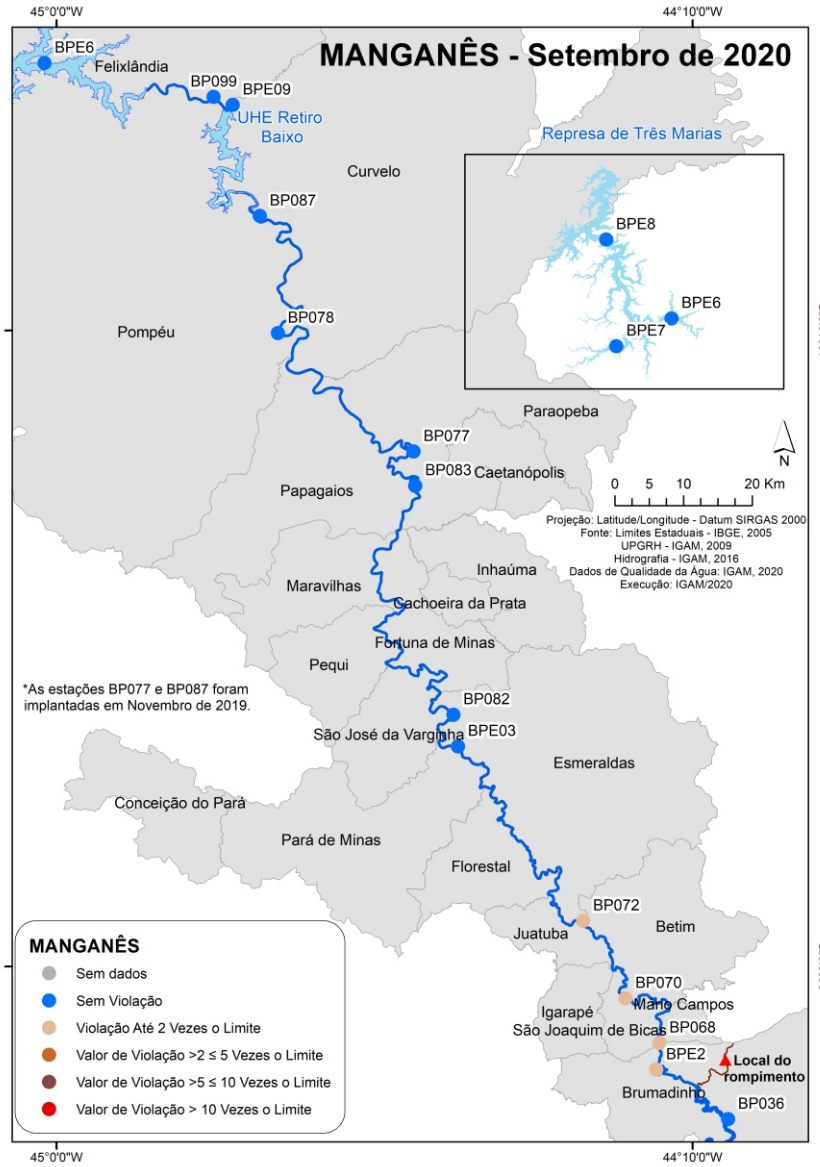 45°0'0"W
44°10'0"W
MANGANÊS - Setembro de 2020
BPE6
Felixlândia
BP099
BPE09
UHE Retiro
Baixo
Represa de Três Marias
Curvelo
BP087
BPE8
BPE6
BPE7
BP078
Pompéu
Paraopeba
BP077
Caetanópolis
BP083
Papagaios
N
0 5 10 20 Km
Projeção: Latitude/Longitude - Datum SIRGAS 2000
Fonte: Limites Estaduais - IBGE, 2005
UPGRH - IGAM, 2009
Hidrografia - IGAM, 2016
Dados de Qualidade da Água: IGAM, 2020
Execução: IGAM/2020
Inhaúma
Maravilhas
Cachoeira da Prata
Fortuna de Minas
Pequi
*As estações BP077 e BP087 foram
implantadas em Novembro de 2019.
BP082
São José da Varginha
BPE03
Esmeraldas
Conceição do Pará
Pará de Minas
Florestal
BP072
Juatuba
Betim
BP070
Mário Campos
Igarapé
São Joaquim de Bicas
BP068
BPE2
Local do
rompimento
Brumadinho
BP036
MANGANÊS
Sem dados
Sem Violação
Violação Até 2 Vezes o Limite
Valor de Violação >2 ≤ 5 Vezes o Limite
Valor de Violação >5 ≤ 10 Vezes o Limite
Valor de Violação > 10 Vezes o Limite
45°0'0"W
44°10'0"W